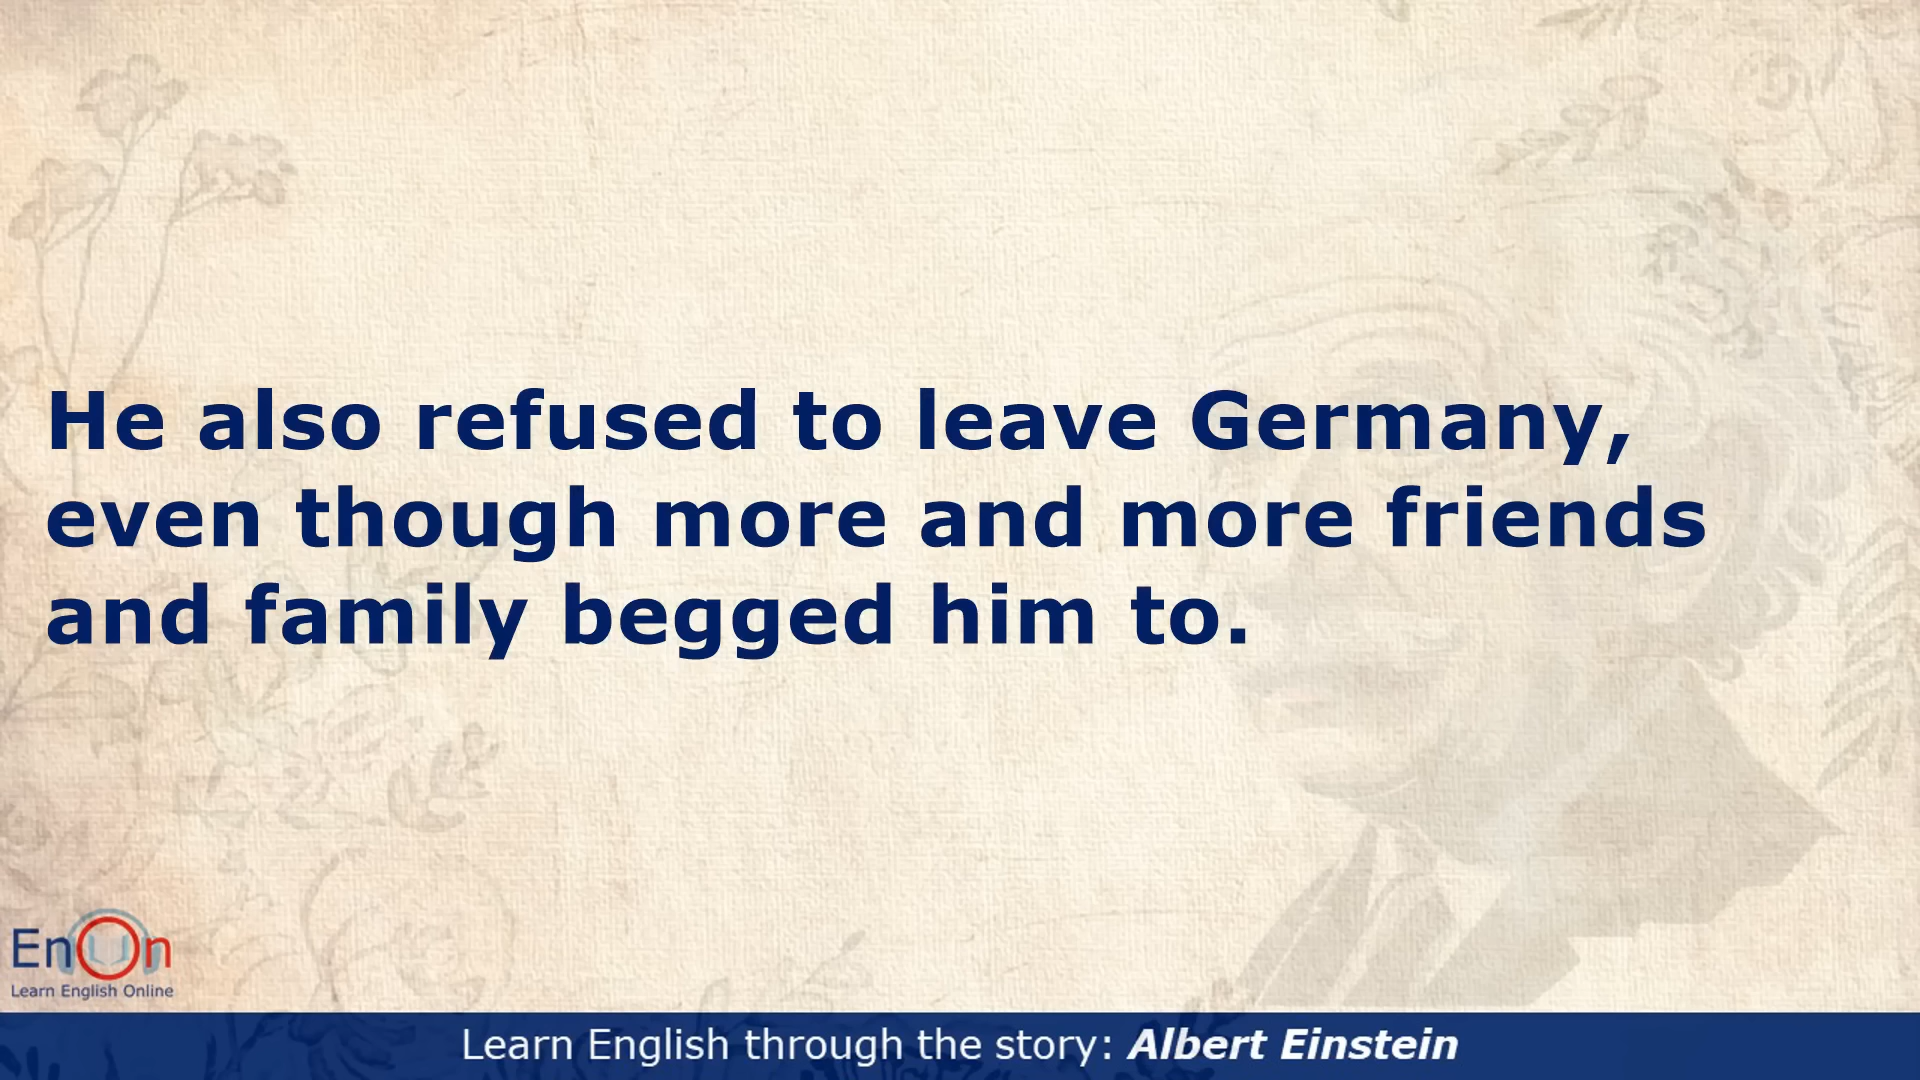 He also refused to leave Germany,
even though more and more friends
and family begged him to.
EnOn
Learn English Online
Learn English through the story: Albert Einstein